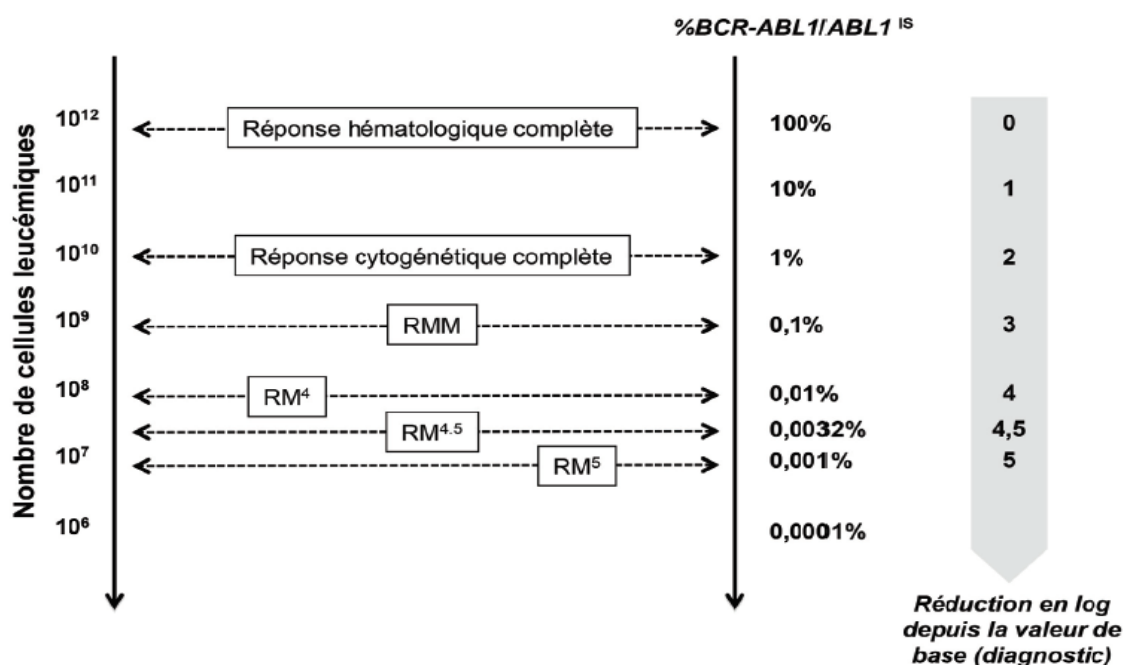 %BCR-ABL1/ABL1 IS
Nombre de cellules leucémiques
10¹² Réponse hématologique complète 100% 0
10¹¹ 10% 1
10¹⁰ Réponse cytogénétique complète 1% 2
10⁹ RMM 0,1% 3
10⁸ RM⁴ 0,01% 4
RM⁴·⁵ 0,0032% 4,5
10⁷ RM⁵ 0,001% 5
10⁶ 0,0001%
Réduction en log
depuis la valeur de
base (diagnostic)